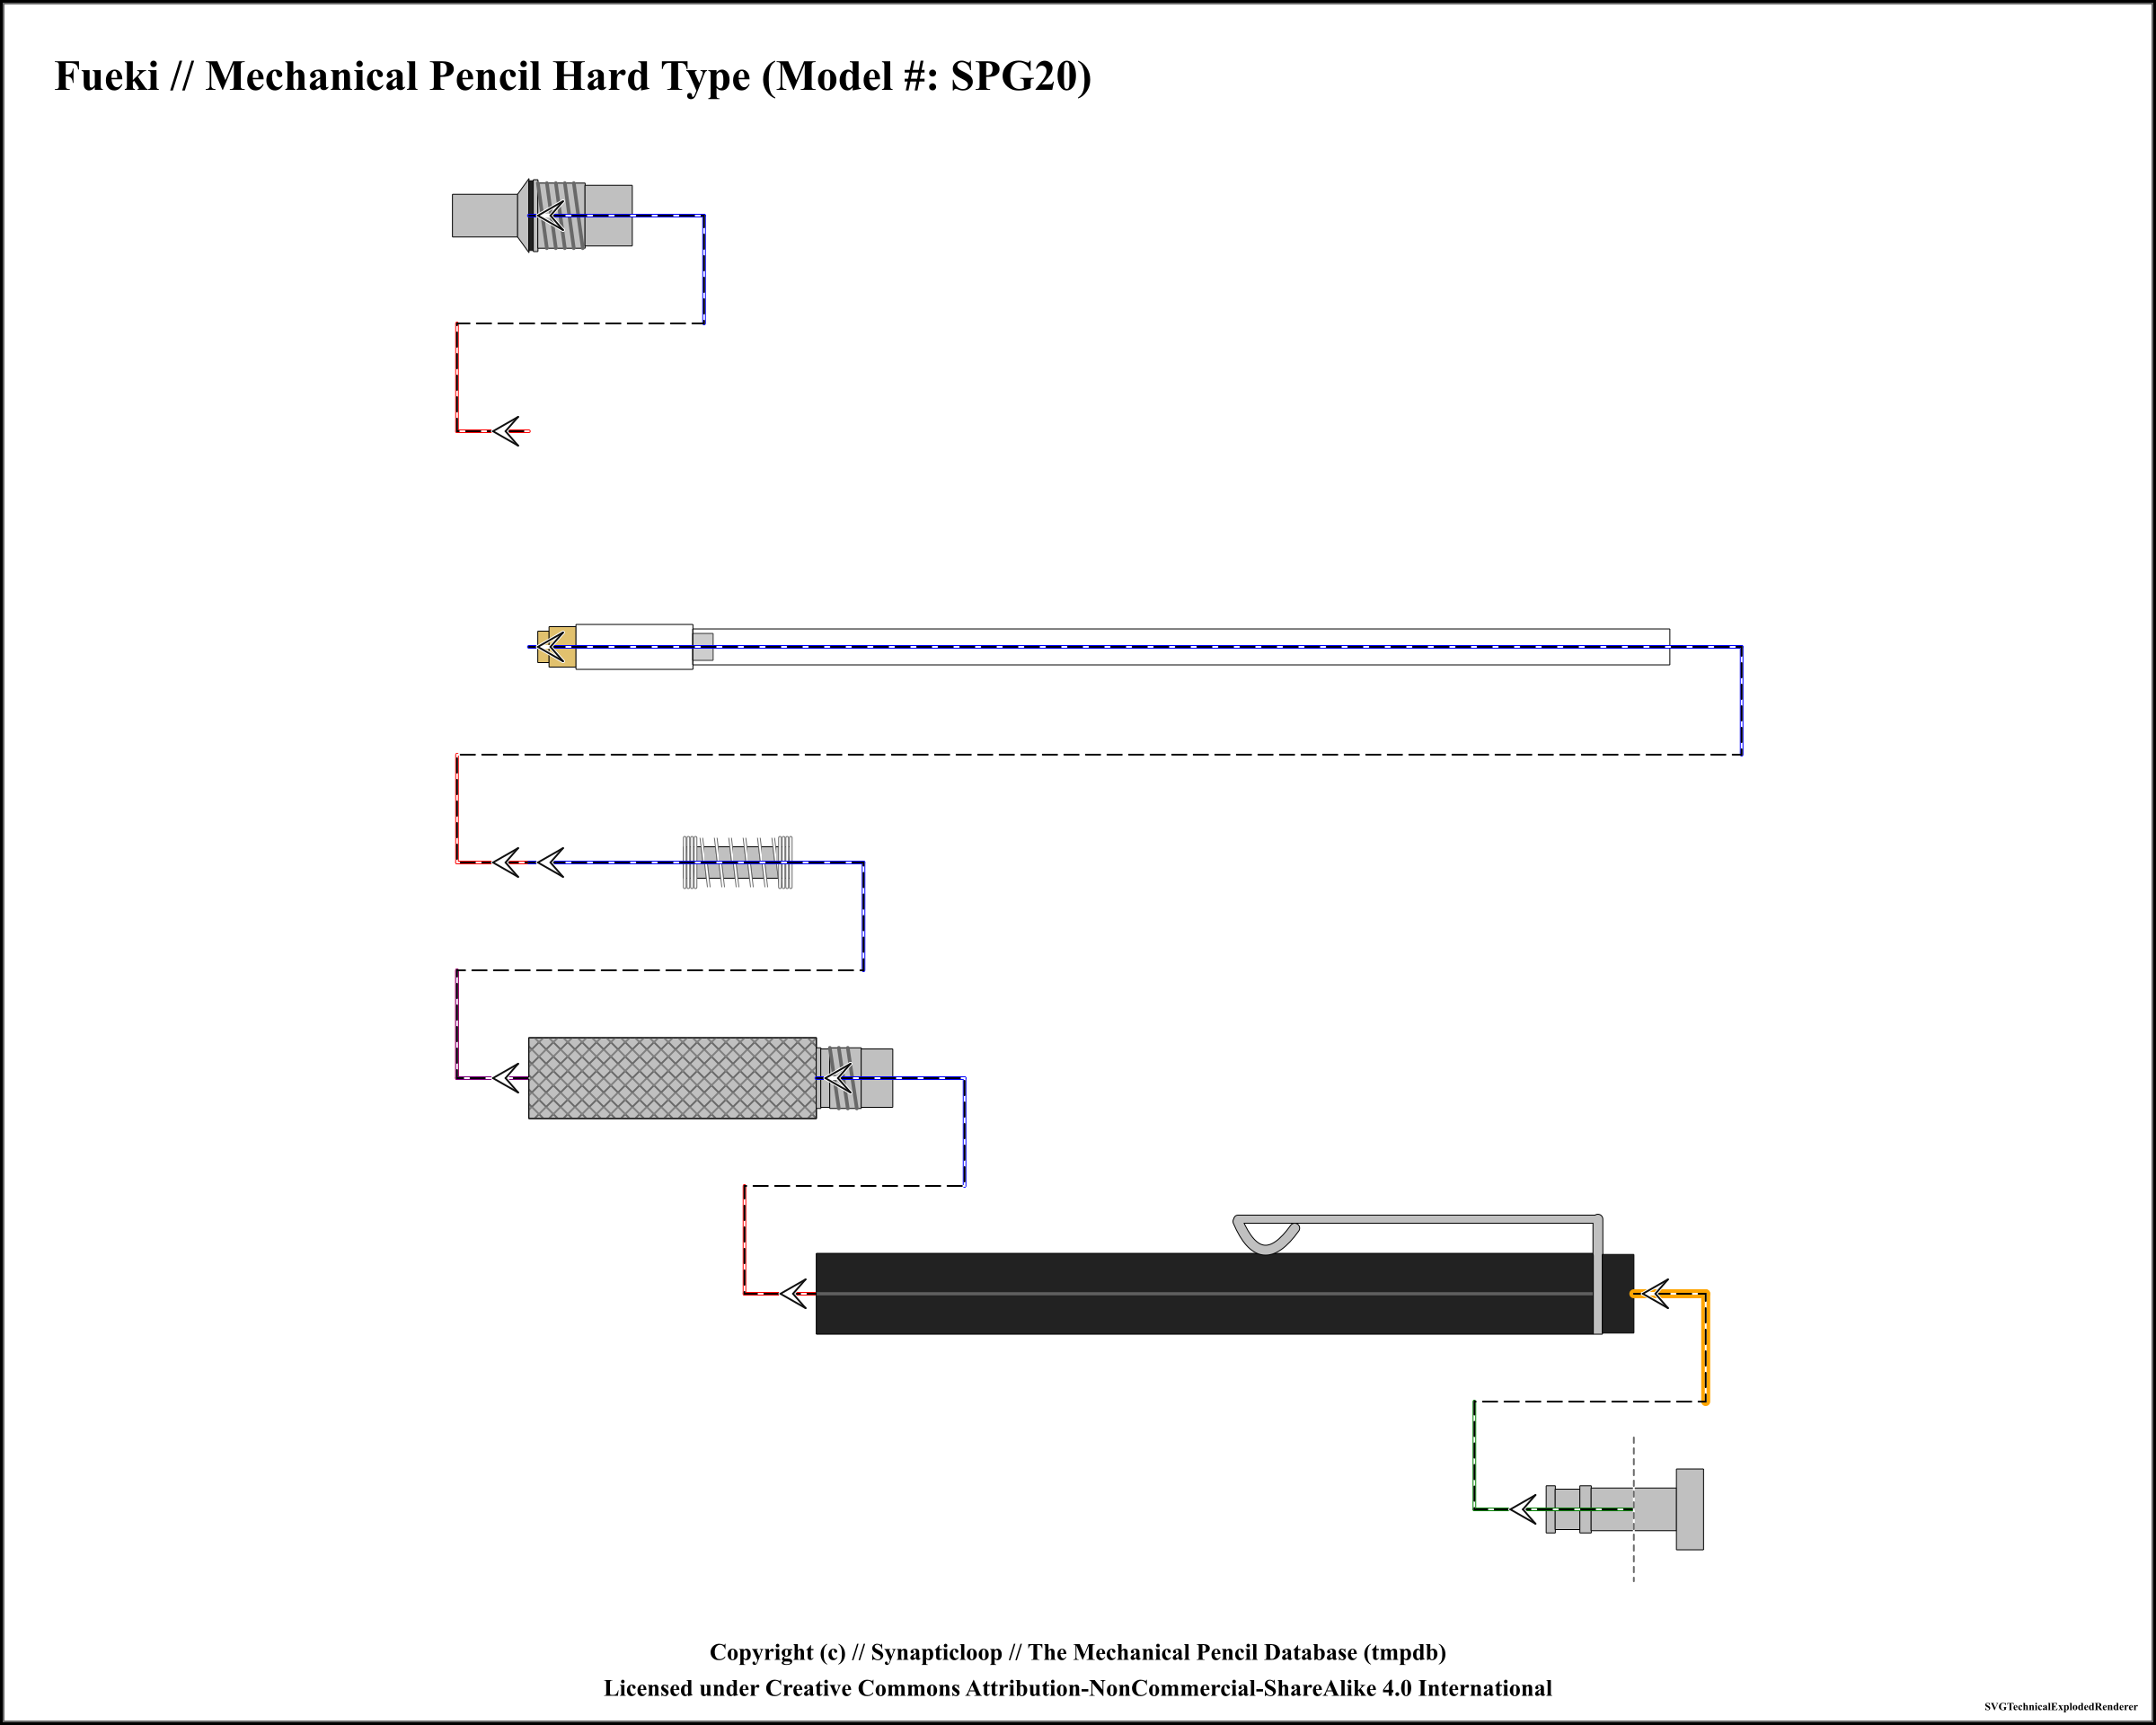 Fueki // Mechanical Pencil Hard Type (Model #: SPG20)
Copyright (c) // Synapticloop // The Mechanical Pencil Database (tmpdb)
Licensed under Creative Commons Attribution-NonCommercial-ShareAlike 4.0 International
SVGTechnicalExplodedRenderer